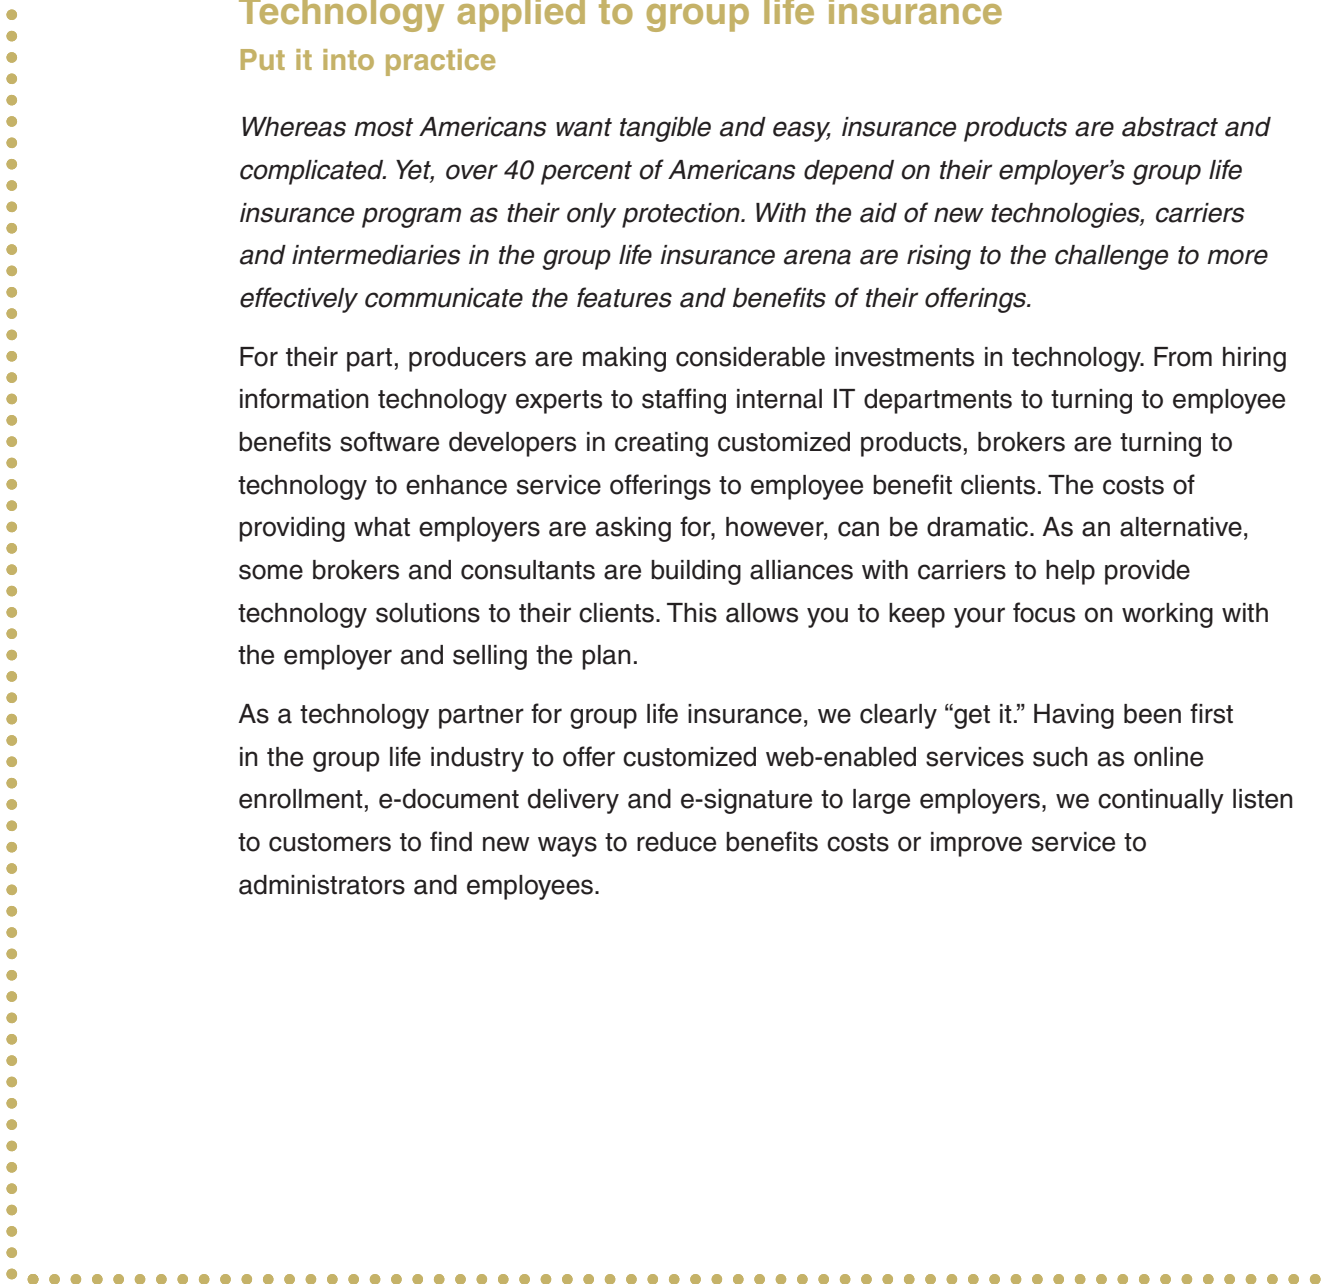 Technology applied to group life insurance
Put it into practice
Whereas most Americans want tangible and easy, insurance products are abstract and
complicated. Yet, over 40 percent of Americans depend on their employer’s group life
insurance program as their only protection. With the aid of new technologies, carriers
and intermediaries in the group life insurance arena are rising to the challenge to more
effectively communicate the features and benefits of their offerings.
For their part, producers are making considerable investments in technology. From hiring
information technology experts to staffing internal IT departments to turning to employee
benefits software developers in creating customized products, brokers are turning to
technology to enhance service offerings to employee benefit clients. The costs of
providing what employers are asking for, however, can be dramatic. As an alternative,
some brokers and consultants are building alliances with carriers to help provide
technology solutions to their clients. This allows you to keep your focus on working with
the employer and selling the plan.
As a technology partner for group life insurance, we clearly “get it.” Having been first
in the group life industry to offer customized web-enabled services such as online
enrollment, e-document delivery and e-signature to large employers, we continually listen
to customers to find new ways to reduce benefits costs or improve service to
administrators and employees.